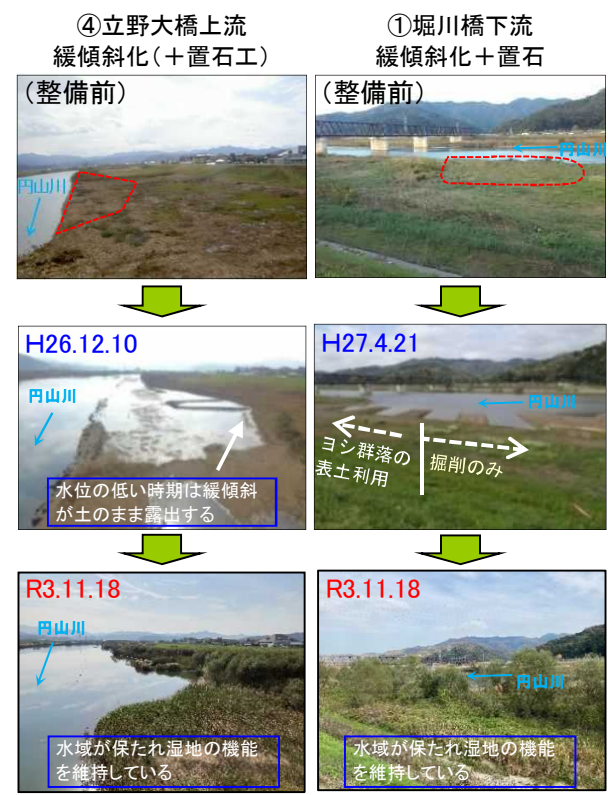 ④立野大橋上流
緩傾斜化(+置石工)
(整備前)
円山川
H26.12.10
円山川
水位の低い時期は緩傾斜
が土のまま露出する
R3.11.18
円山川
水域が保たれ湿地の機能
を維持している
①堀川橋下流
緩傾斜化+置石
(整備前)
円山川
H27.4.21
円山川
ヨシ群落の
表土利用
掘削のみ
R3.11.18
円山川
水域が保たれ湿地の機能
を維持している